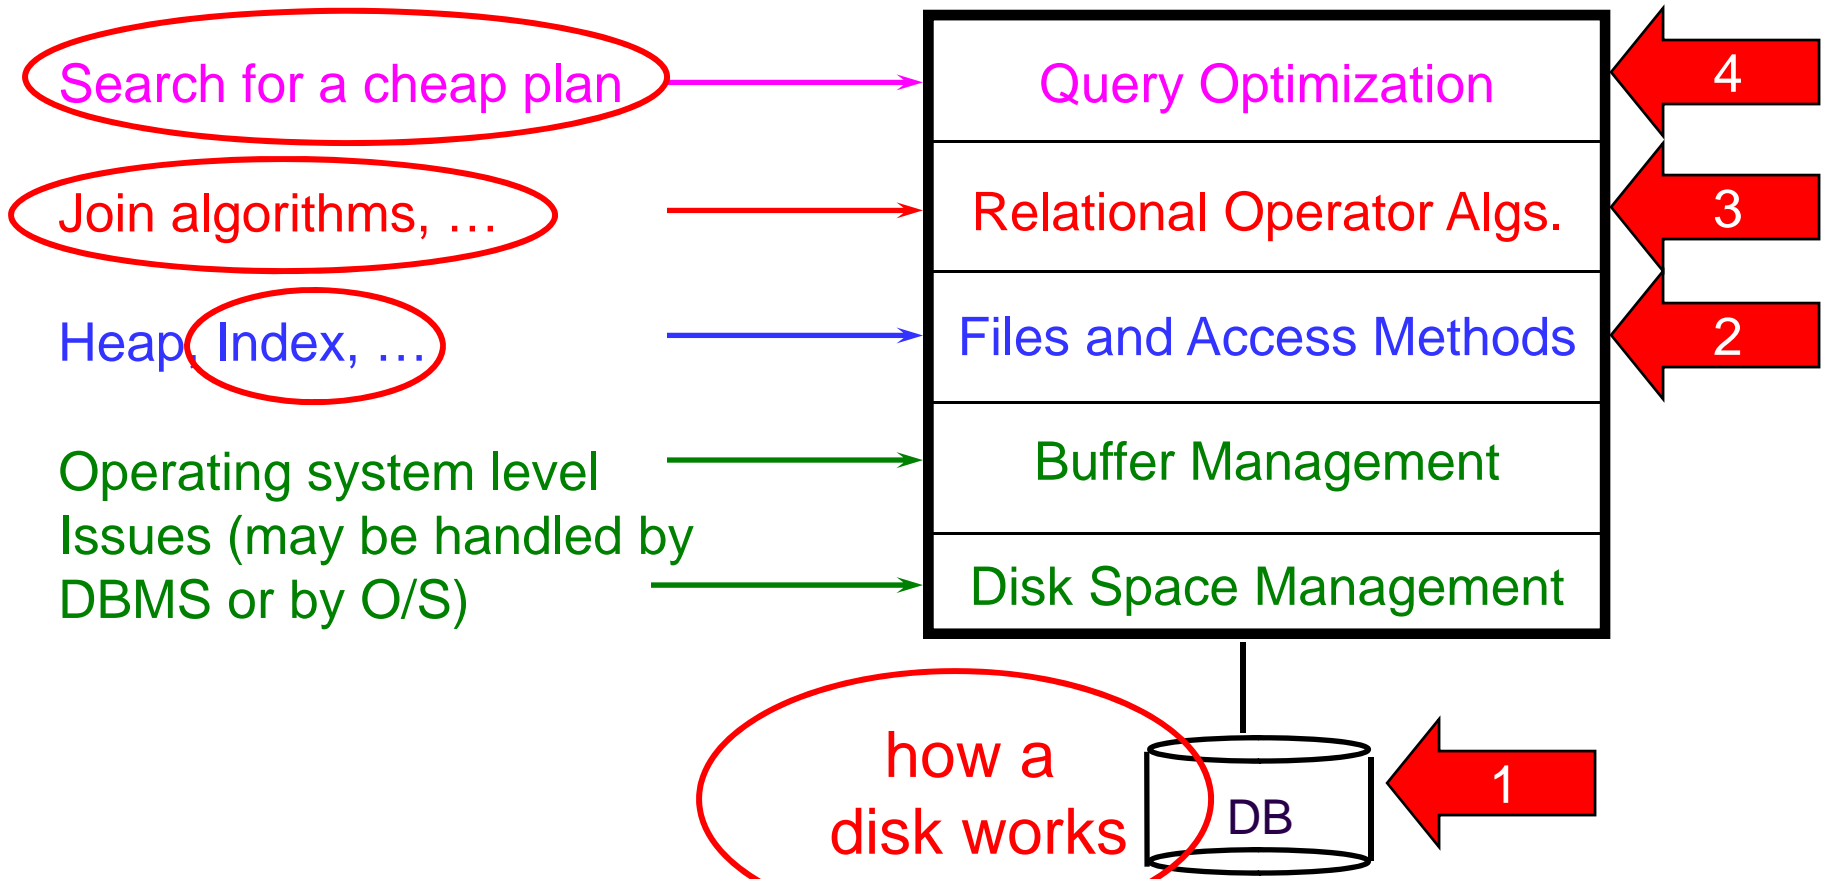 Search for a cheap plan
Query Optimization
4
Join algorithms, …
Relational Operator Algs.
3
Heap, Index, …
Files and Access Methods
2
Operating system level
Issues (may be handled by
DBMS or by O/S)
Buffer Management
Disk Space Management
how a
disk works
DB
1